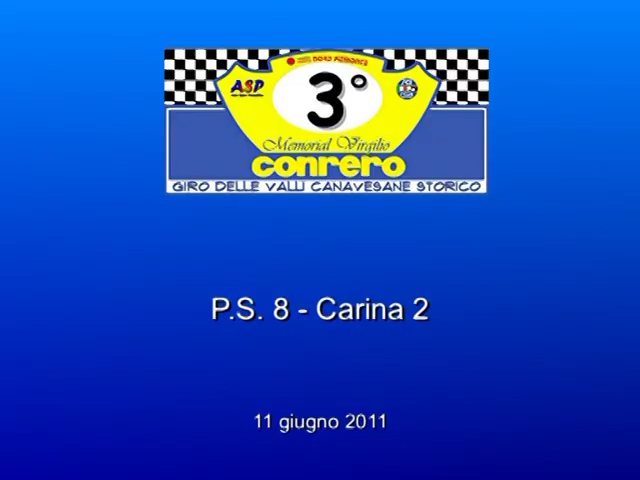 ASP
3°
Memorial Virgilio
conrero
GIRO DELLE VALLI CANAVESANE STORICO
P.S. 8 - Carina 2
11 giugno 2011